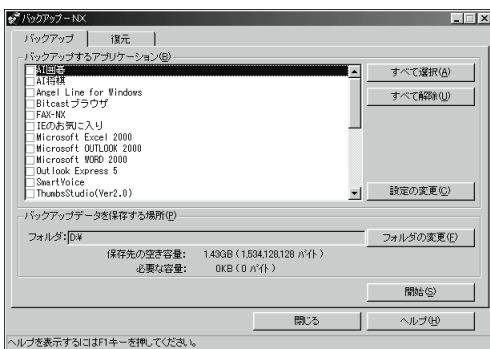 バックアップ-NX
バックアップ
復元
バックアップするアプリケーション(B)
AI囲碁
AI将棋
Angel Line for Windows
Bitcastブラウザ
FAX-NX
IEのお気に入り
Microsoft Excel 2000
Microsoft OUTLOOK 2000
Microsoft WORD 2000
Outlook Express 5
SmartVoice
ThumbsStudio(Ver2.0)
すべて選択(A)
すべて解除(U)
設定の変更(C)
バックアップデータを保存する場所(P)
フォルダ:D:¥
フォルダの変更(F)
保存先の空き容量: 1.43GB (1,534,128,128 バイト)
必要な容量: 0KB (0 バイト)
開始(S)
閉じる
ヘルプ(H)
ヘルプを表示するにはF1キーを押してください。